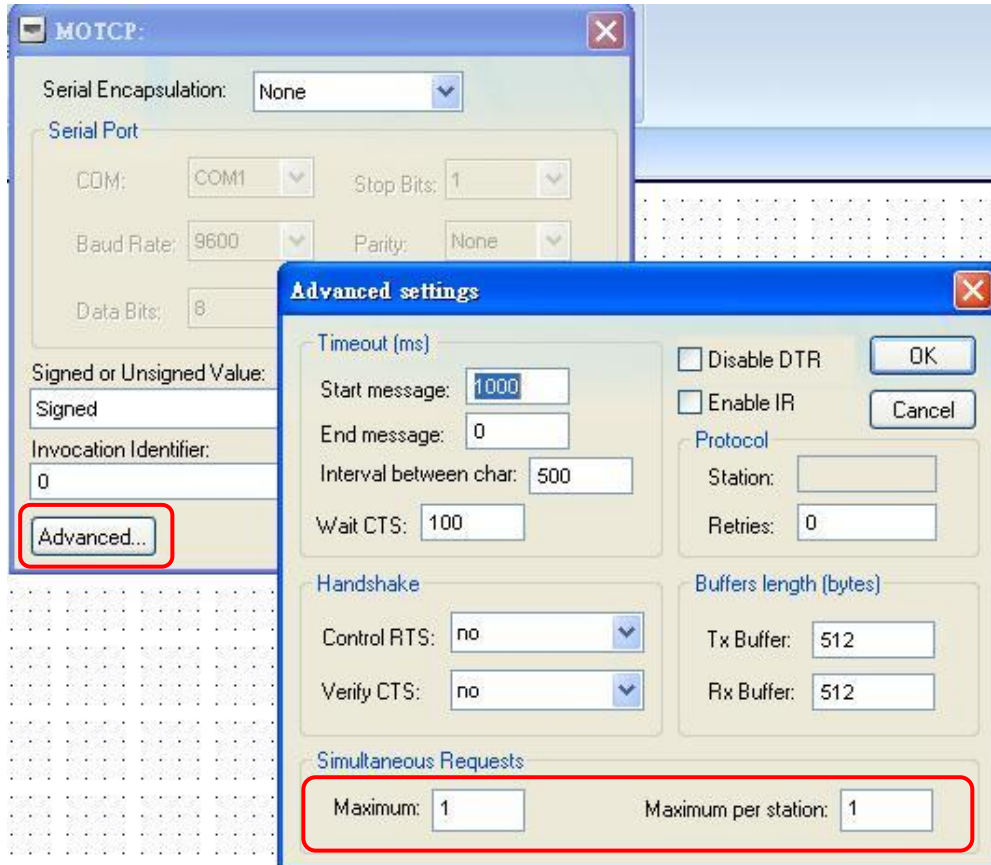 MOTCP:
Serial Encapsulation: None
Serial Port
COM: COM1 Stop Bits: 1
Baud Rate: 9600 Parity: None
Data Bits: 8
Signed or Unsigned Value:
Signed
Invocation Identifier:
0
Advanced...
Advanced settings
Timeout (ms)
Start message: 1000
End message: 0
Interval between char: 500
Wait CTS: 100
Disable DTR
Enable IR
OK
Cancel
Protocol
Station:
Retries: 0
Handshake
Control RTS: no
Verify CTS: no
Buffers length (bytes)
Tx Buffer: 512
Rx Buffer: 512
Simultaneous Requests
Maximum: 1 Maximum per station: 1